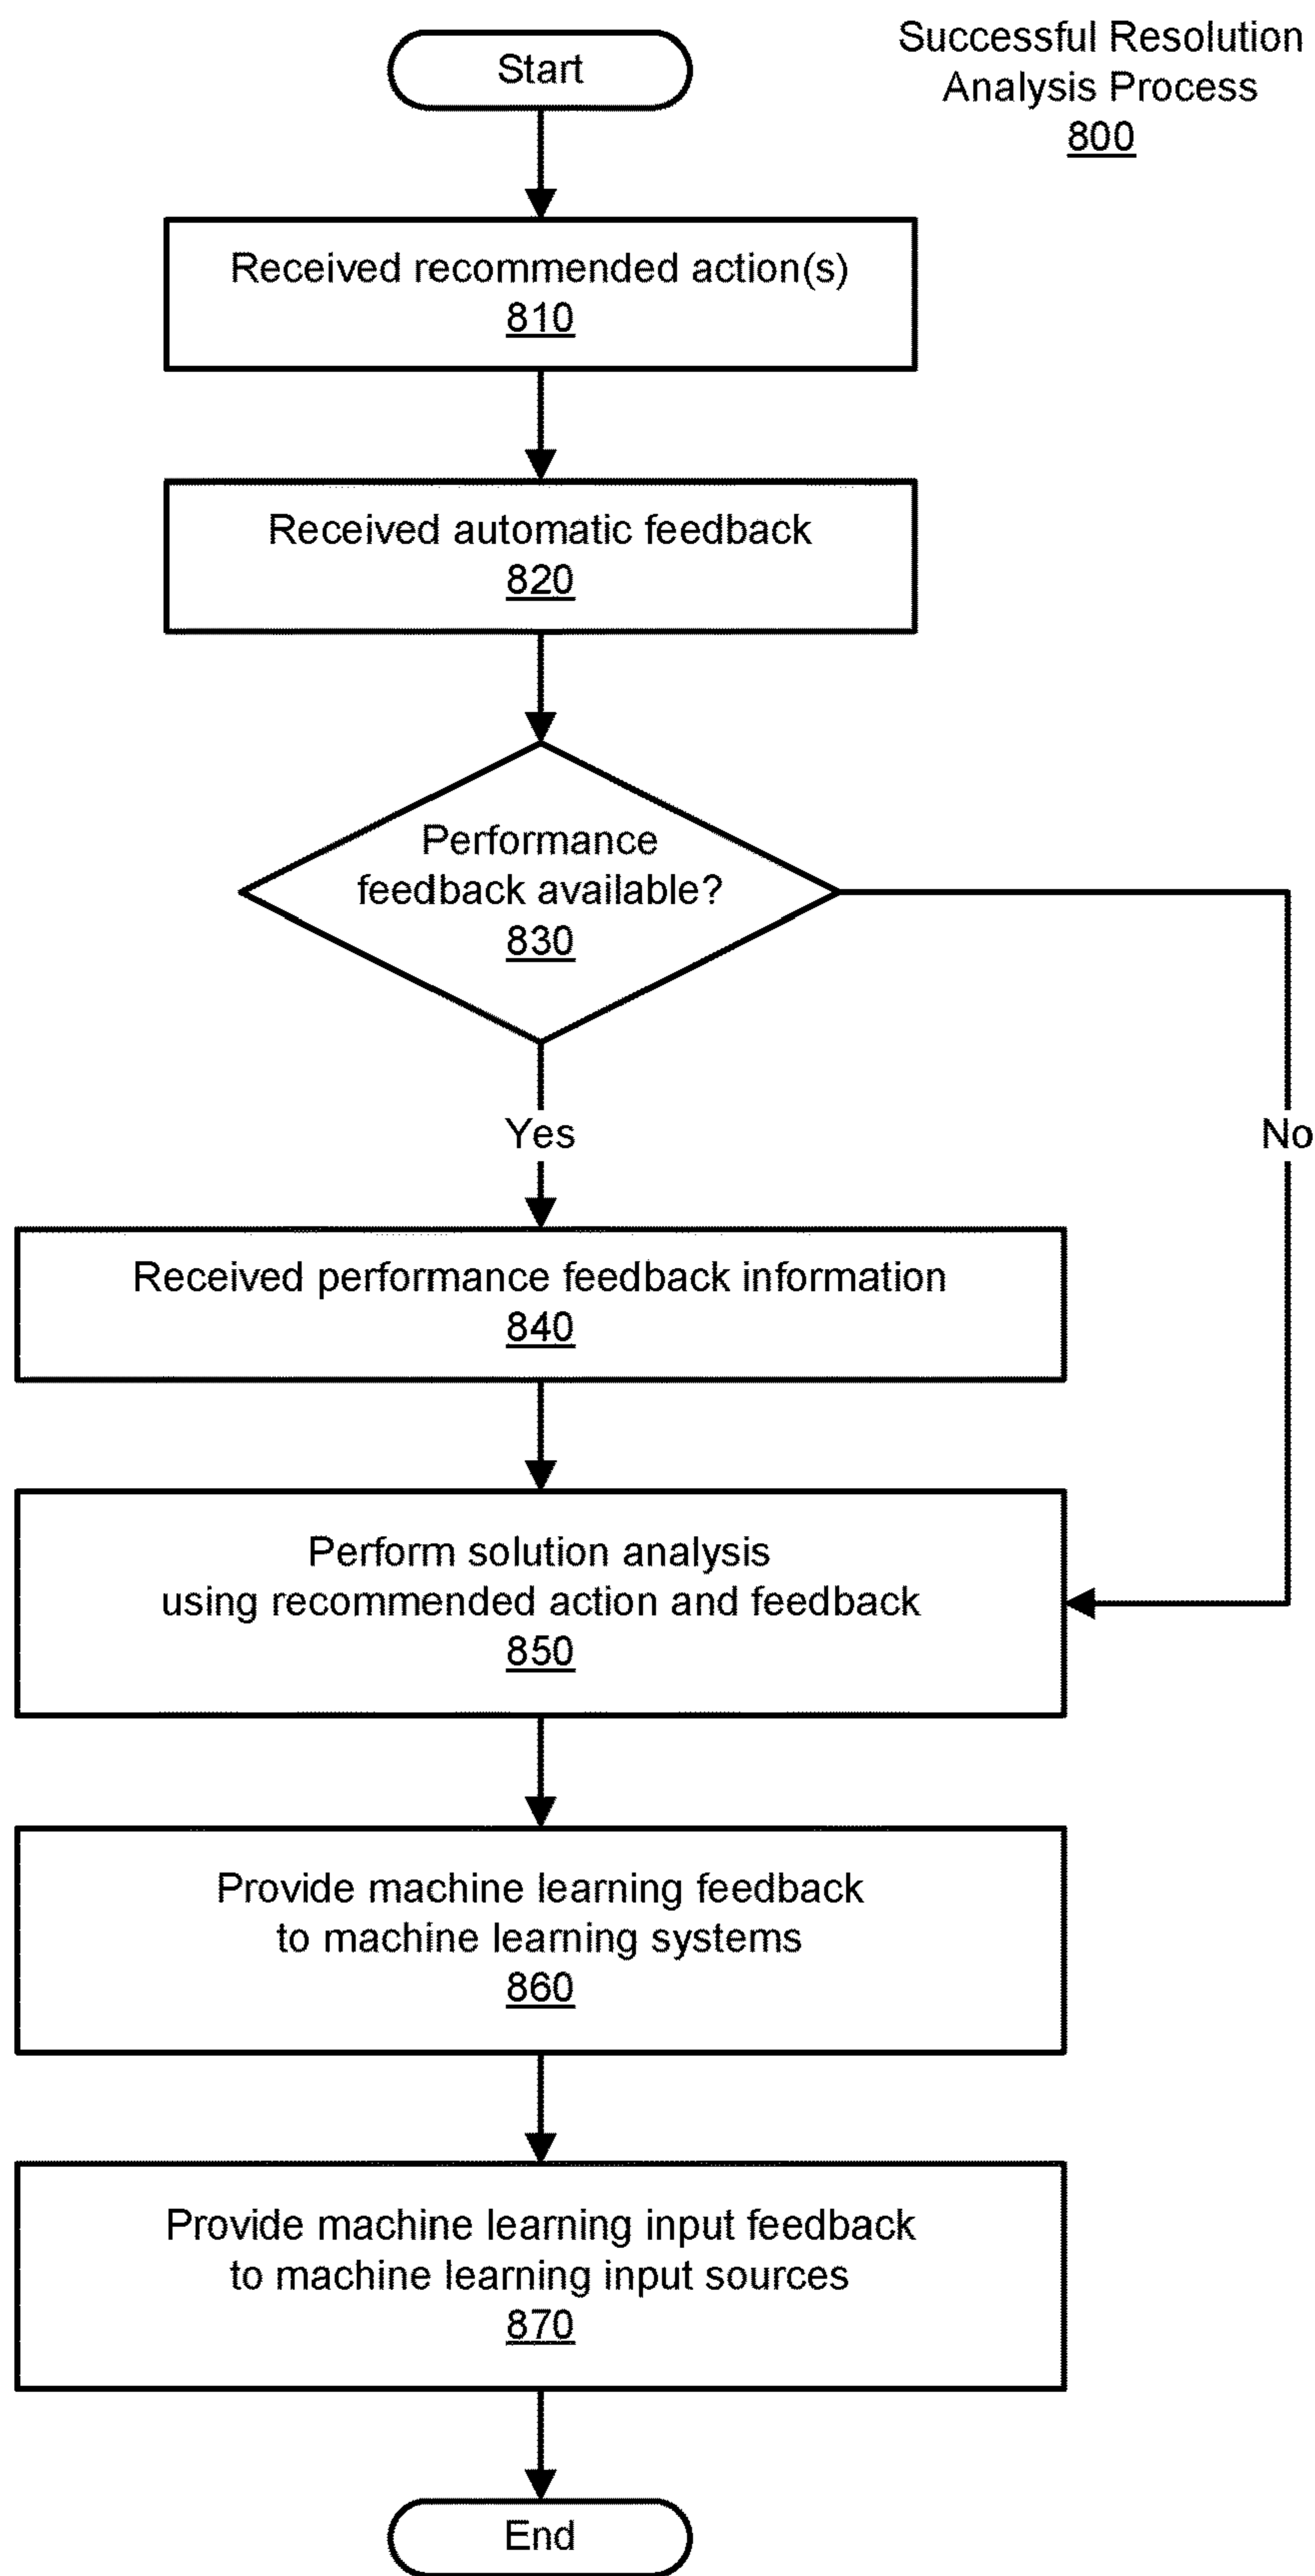 Successful Resolution
Analysis Process
800
Start
Received recommended action(s)
810
Received automatic feedback
820
Performance
feedback available?
830
Yes
No
Received performance feedback information
840
Perform solution analysis
using recommended action and feedback
850
Provide machine learning feedback
to machine learning systems
860
Provide machine learning input feedback
to machine learning input sources
870
End